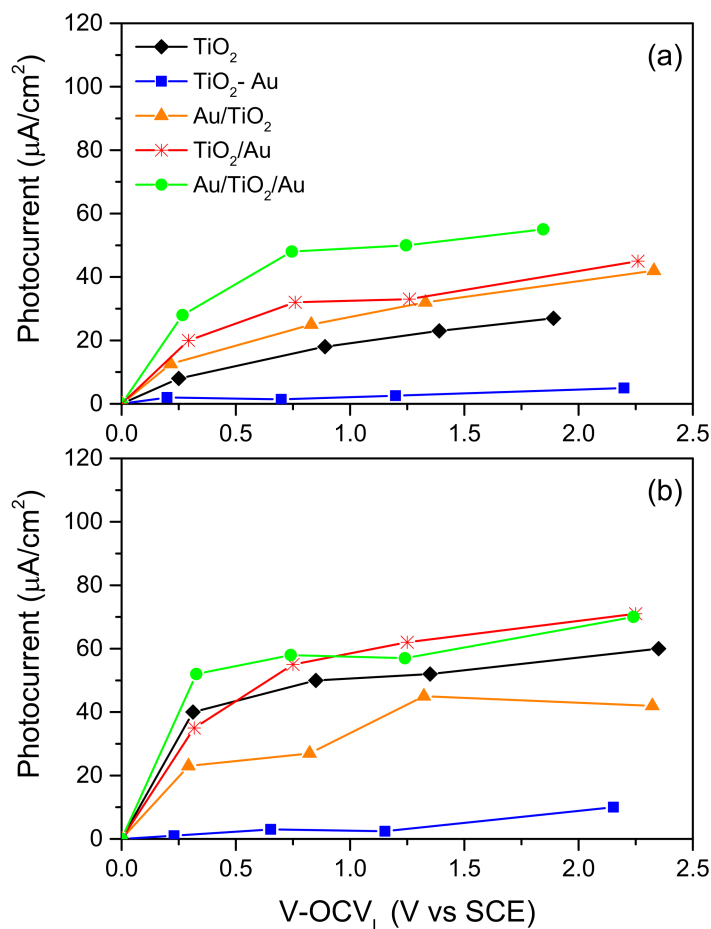 120
100
80
60
40
20
0
Photocurrent (μA/cm²)
TiO₂
TiO₂- Au
Au/TiO₂
TiO₂/Au
Au/TiO₂/Au
(a)
0.0 0.5 1.0 1.5 2.0 2.5
120
100
80
60
40
20
0
Photocurrent (μA/cm²)
(b)
0.0 0.5 1.0 1.5 2.0 2.5
V-OCV_L (V vs SCE)